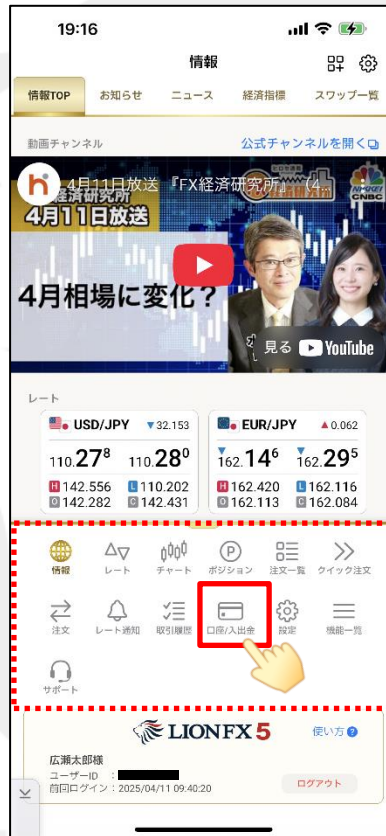 19:16
情報
情報TOP お知らせ ニュース 経済指標 スワップ一覧
動画チャンネル 公式チャンネルを開く
4月11日放送 『FX経済研究所』 (4
経済研究所
4月11日放送
NIKKEI CNBC
4月相場に変化?
見る YouTube
レート
USD/JPY ▼32.153
110.27⁸ 110.28⁰
H 142.556 L 110.202
O 142.282 C 142.431
EUR/JPY ▲0.062
162.14⁶ 162.29⁵
H 162.420 L 162.116
O 162.113 C 162.084
情報 レート チャート ポジション 注文一覧 クイック注文
注文 レート通知 取引履歴 口座/入出金 設定 機能一覧
サポート
LION FX 5 使い方
広瀬太郎様
ユーザーID :
前回ログイン:2025/04/11 09:40:20
ログアウト